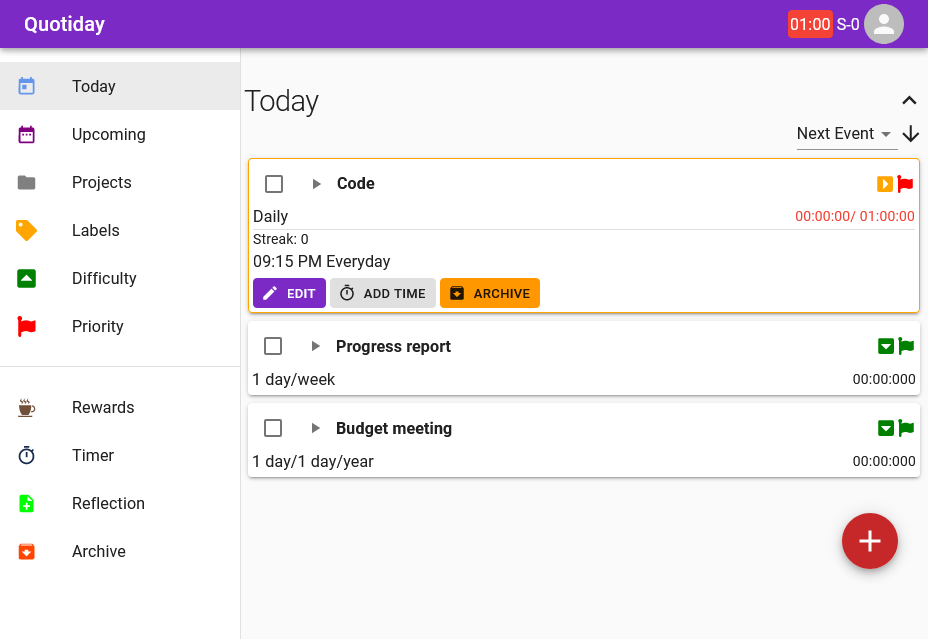 Quotiday
01:00 S-0
Today
Upcoming
Projects
Labels
Difficulty
Priority
Rewards
Timer
Reflection
Archive
Today
Next Event
Code
Daily 00:00:00/ 01:00:00
Streak: 0
09:15 PM Everyday
EDIT ADD TIME ARCHIVE
Progress report
1 day/week 00:00:000
Budget meeting
1 day/1 day/year 00:00:000